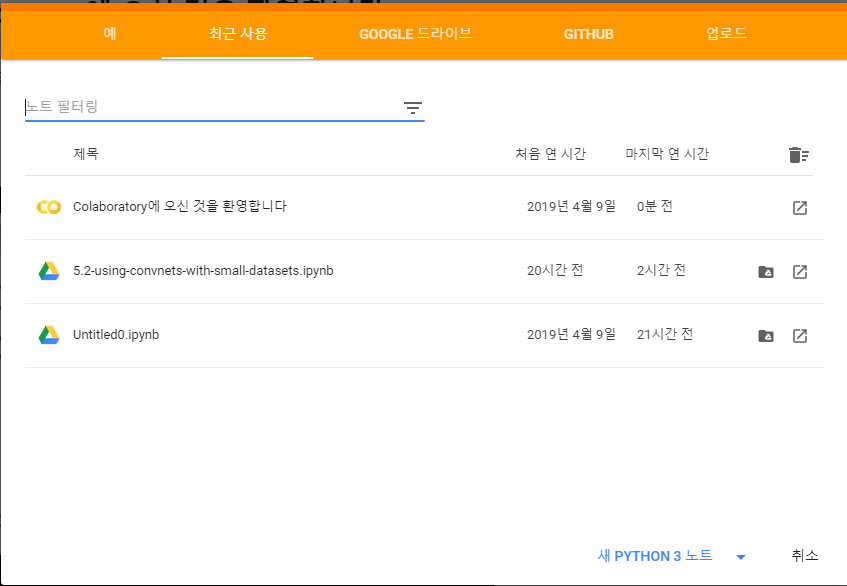 예 최근 사용 GOOGLE 드라이브 GITHUB 업로드
노트 필터링
제목 처음 연 시간 마지막 연 시간
Colaboratory에 오신 것을 환영합니다 2019년 4월 9일 0분 전
5.2-using-convnets-with-small-datasets.ipynb 20시간 전 2시간 전
Untitled0.ipynb 2019년 4월 9일 21시간 전
새 PYTHON 3 노트 취소